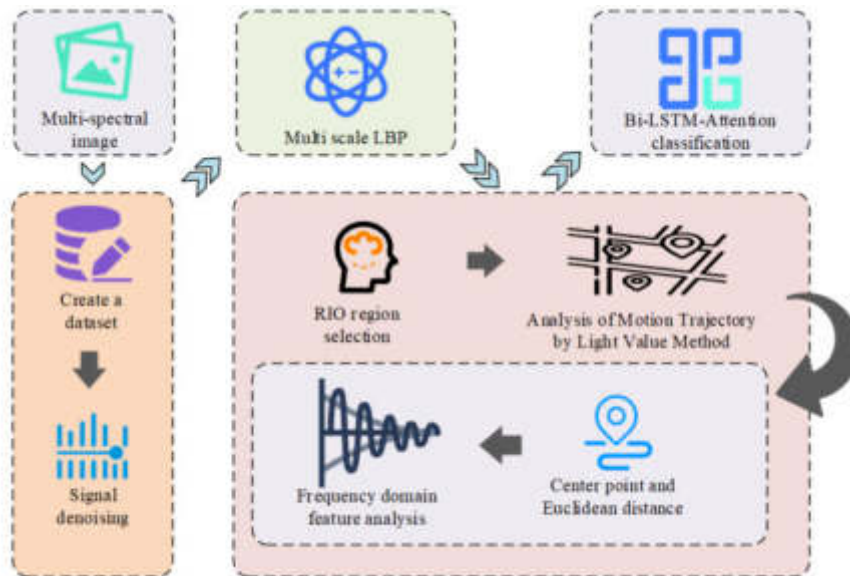 Multi-spectral
image
Create a
dataset
Signal
denoising
Multi scale LBP
RIO region
selection
Analysis of Motion Trajectory
by Light Value Method
Center point and
Euclidean distance
Frequency domain
feature analysis
Bi-LSTM-Attention
classification